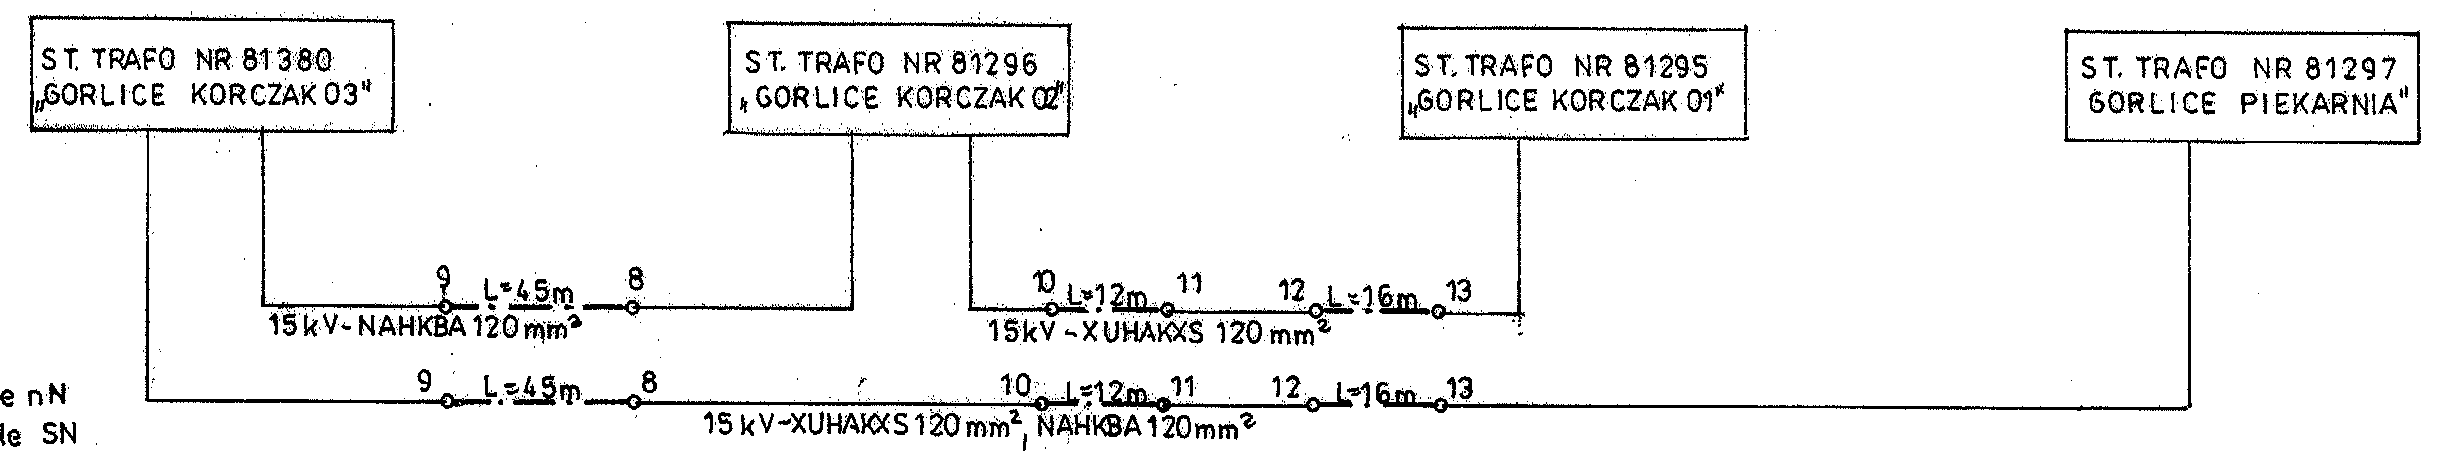 ST. TRAFO NR 81380
„GORLICE KORCZAK 03"
ST. TRAFO NR 81296
„GORLICE KORCZAK 02"
ST. TRAFO NR 81295
„GORLICE KORCZAK 01"
ST. TRAFO NR 81297
GORLICE PIEKARNIA"
9 L=45m 8
15kV-NAHKBA 120mm²
10 L=12m 11 12 L=16m 13
15kV-XUHAKXS 120mm²
9 L=45m 8 10 L=12m 11 12 L=16m 13
15kV-XUHAKXS 120mm², NAHKBA 120mm²
e nN
le SN